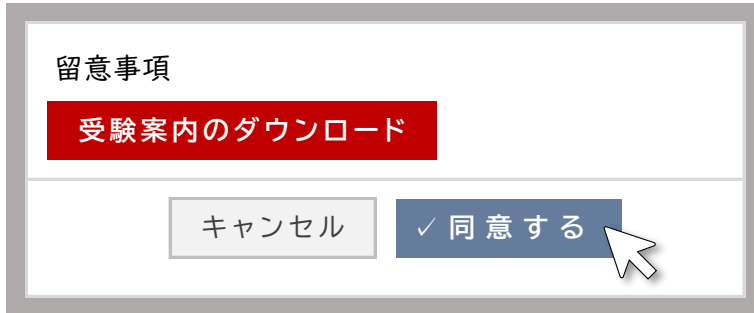 留意事項
受験案内のダウンロード
キャンセル
✓同意する